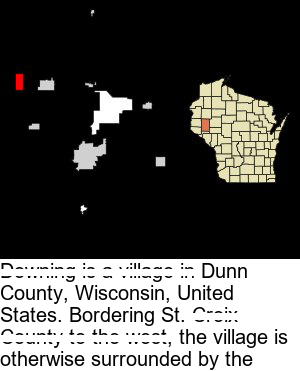 Downing is a village in Dunn
County, Wisconsin, United
States. Bordering St. Croix
County to the west, the village is
otherwise surrounded by the